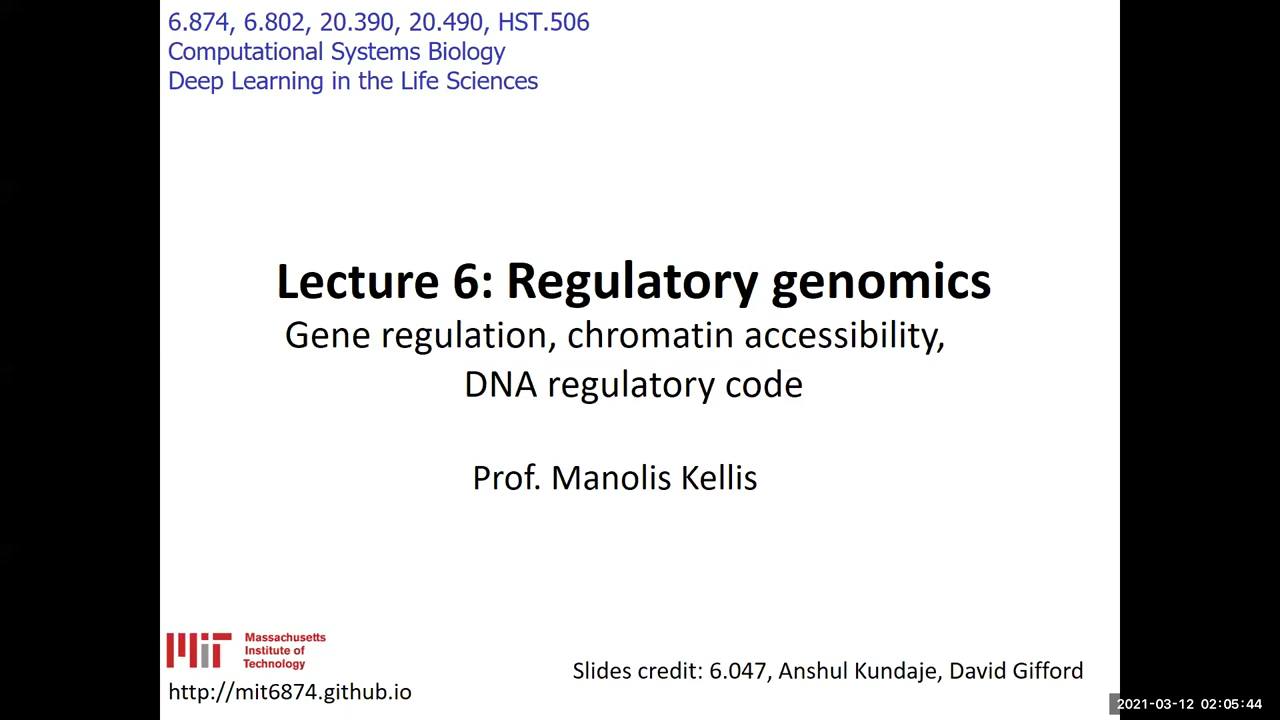 6.874, 6.802, 20.390, 20.490, HST.506
Computational Systems Biology
Deep Learning in the Life Sciences
Lecture 6: Regulatory genomics
Gene regulation, chromatin accessibility,
DNA regulatory code
Prof. Manolis Kellis
Massachusetts
Institute of
Technology
http://mit6874.github.io
Slides credit: 6.047, Anshul Kundaje, David Gifford
2021-03-12 02:05:44